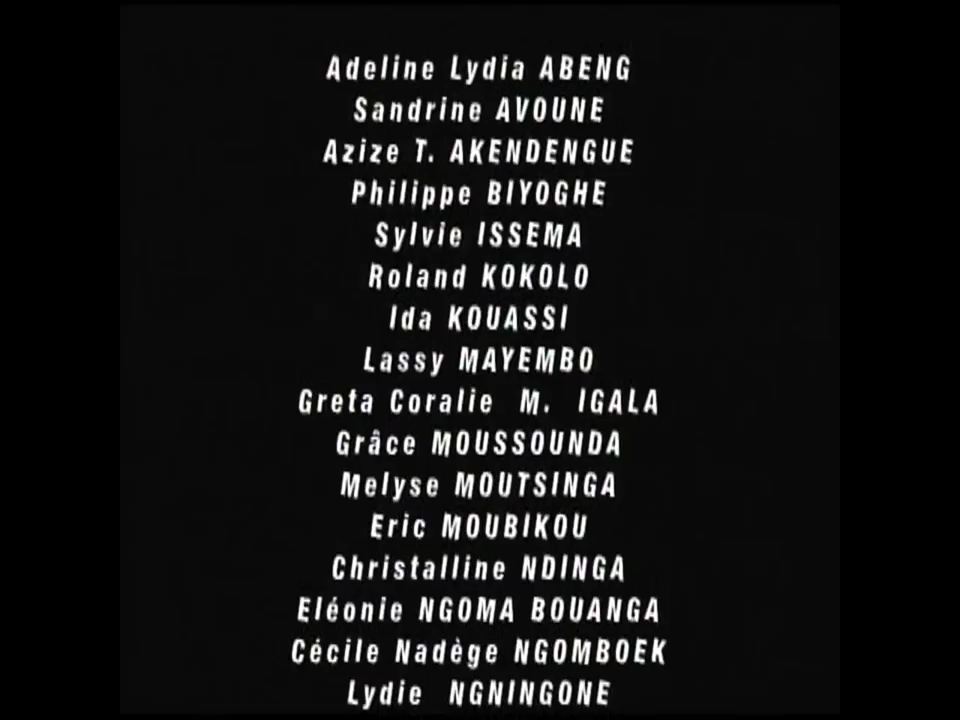 Adeline Lydia ABENG
Sandrine AVOUNE
Azize T. AKENDENGUE
Philippe BIYOGHE
Sylvie ISSEMA
Roland KOKOLO
Ida KOUASSI
Lassy MAYEMBO
Greta Coralie M. IGALA
Grâce MOUSSOUNDA
Melyse MOUTSINGA
Eric MOUBIKOU
Christalline NDINGA
Eléonie NGOMA BOUANGA
Cécile Nadège NGOMBOEK
Lydie NGNINGONE